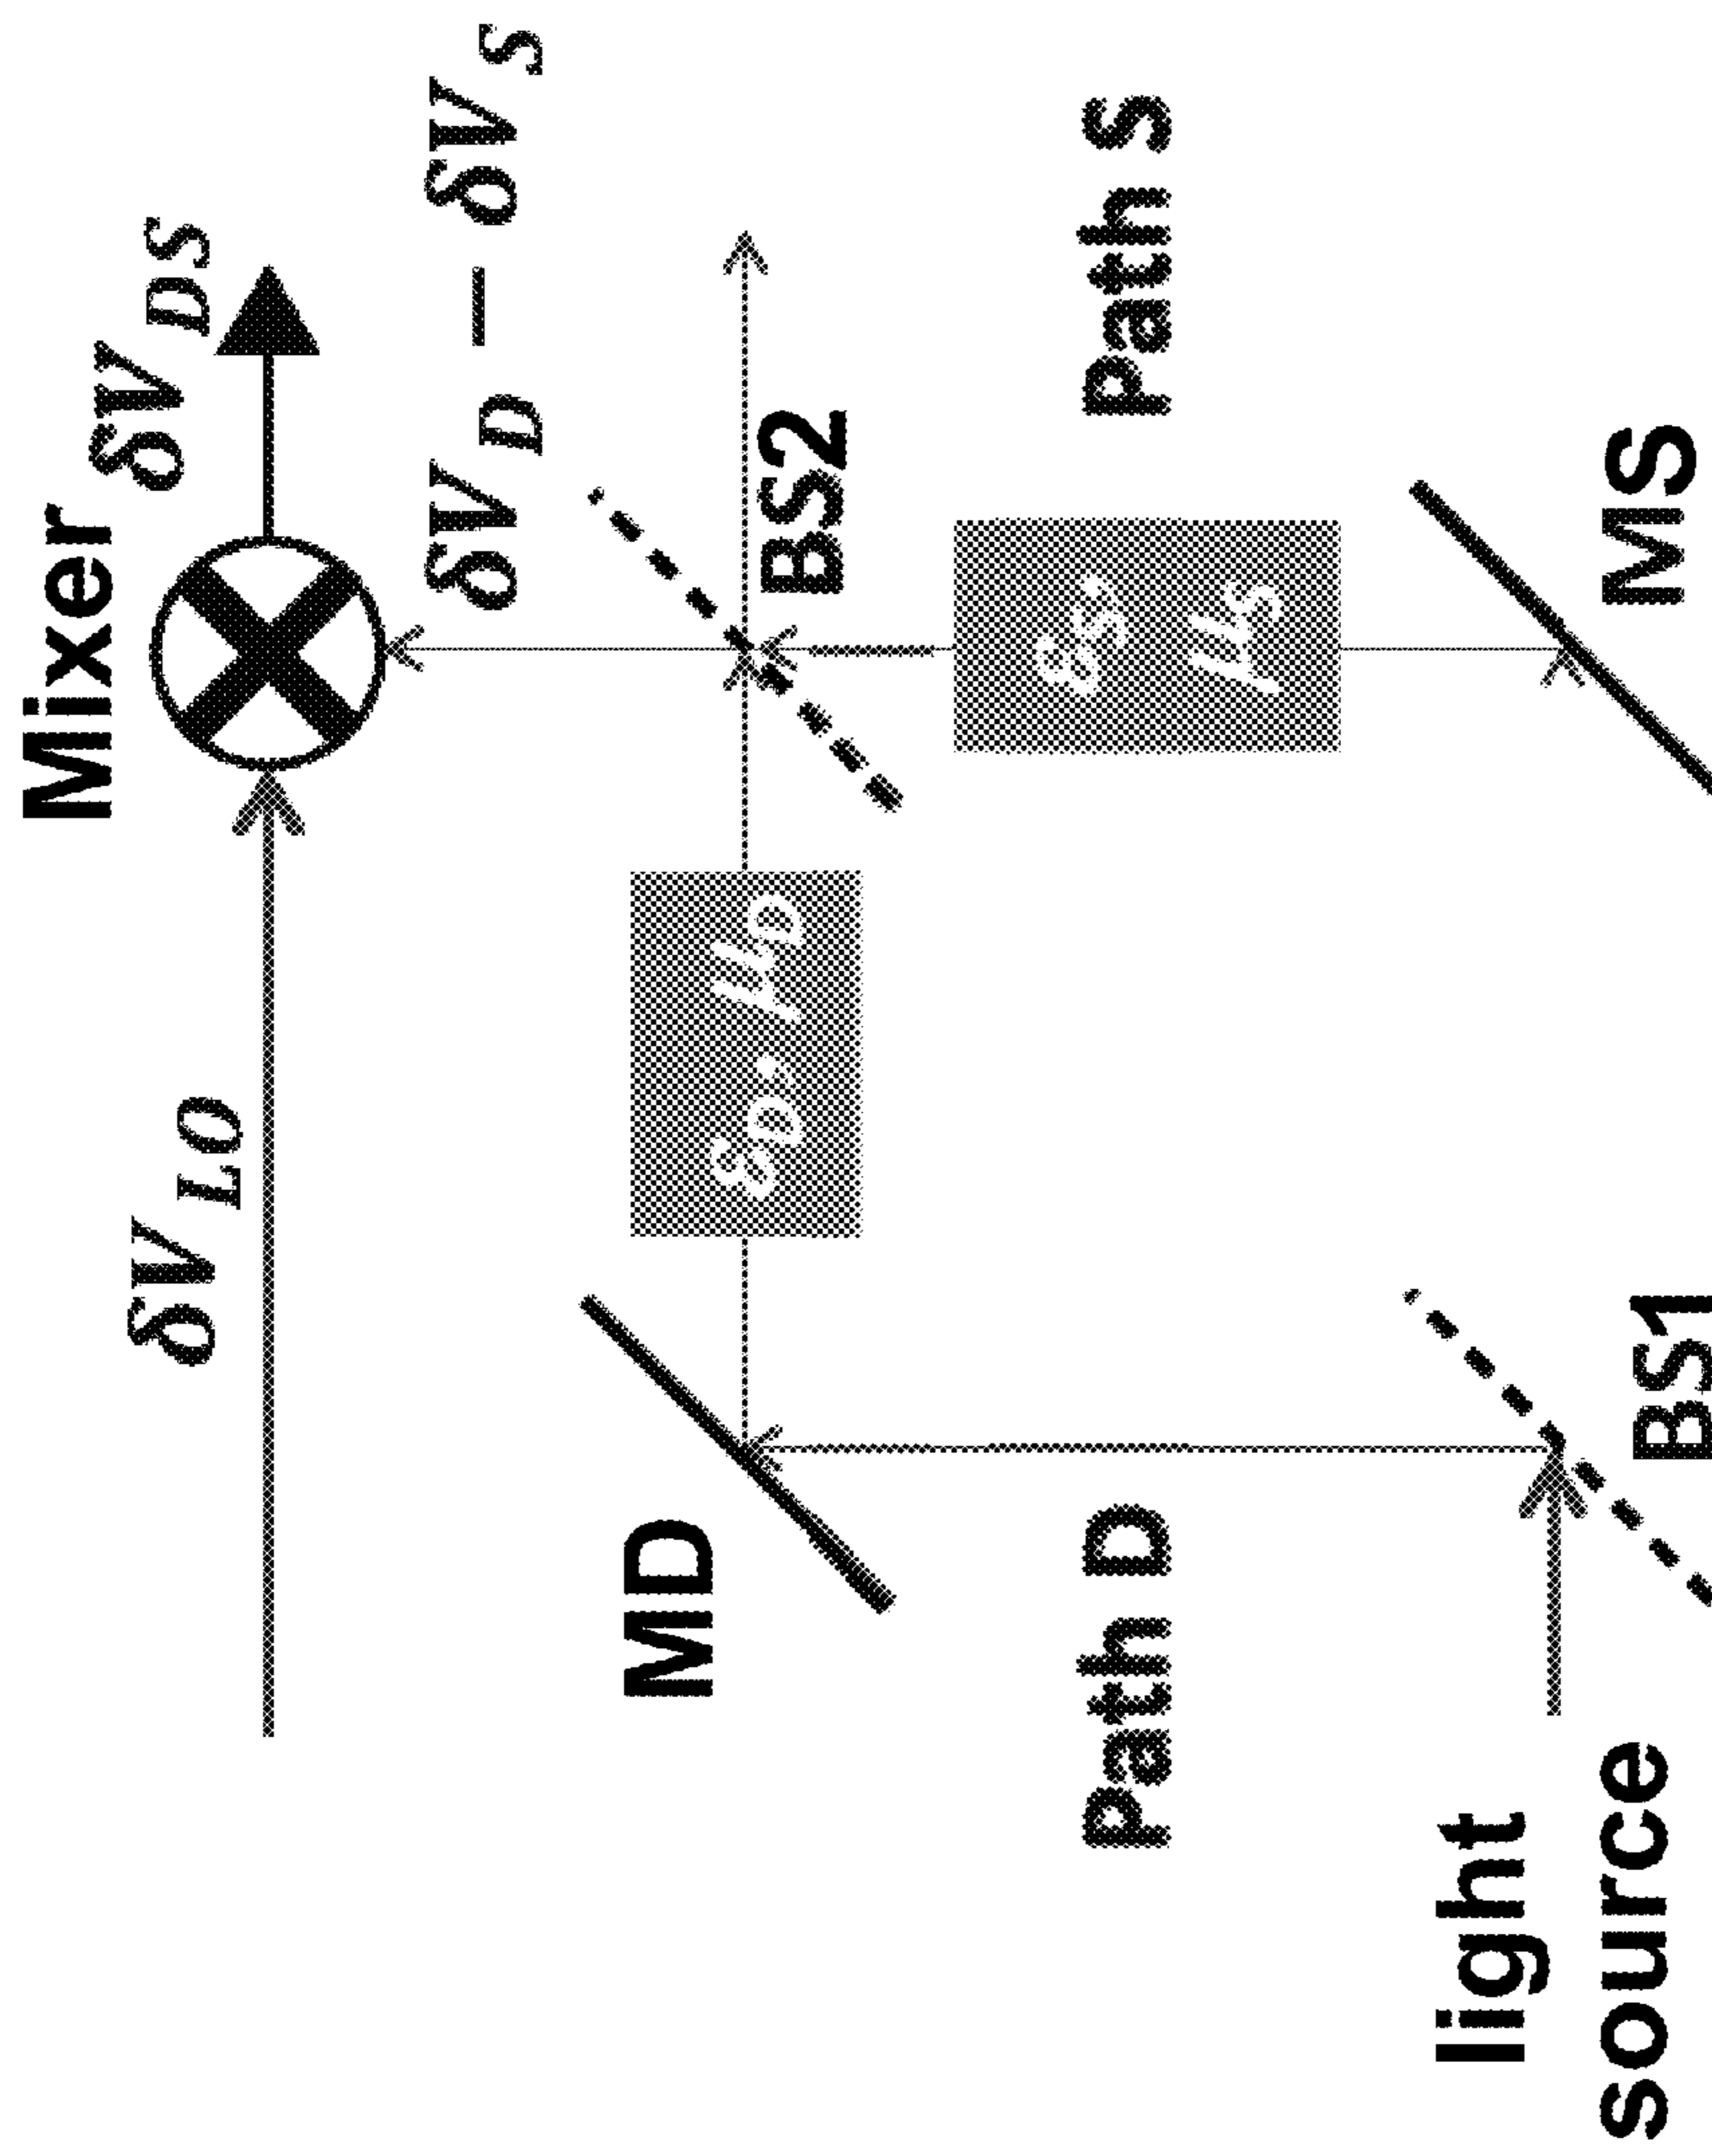 Mixer
δV_DS
δV_LO
δV_D − δV_S
MD
BS2
ε_D, μ_D
Path D
Path S
ε_S,
μ_S
light
source
BS1
MS